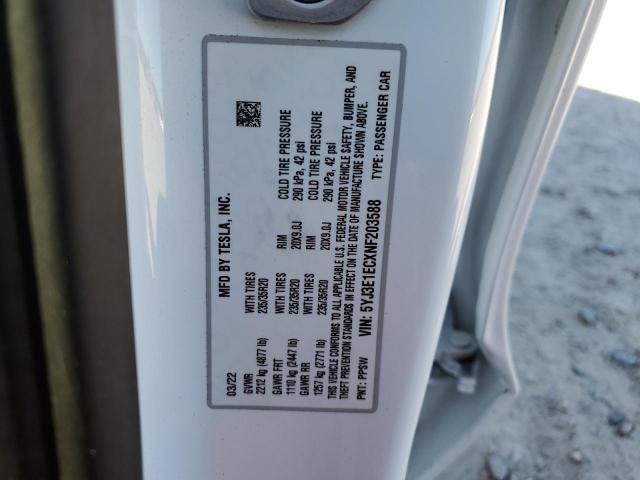 MFD BY TESLA, INC.
03/22
GVWR
2212 kg (4877 lb)
GAWR FRT WITH TIRES RIM COLD TIRE PRESSURE
1110 kg (2447 lb) 235/35R20 20X9.0J 290 kPa, 42 psi
GAWR RR WITH TIRES RIM COLD TIRE PRESSURE
1257 kg (2771 lb) 235/35R20 20X9.0J 290 kPa, 42 psi
THIS VEHICLE CONFORMS TO ALL APPLICABLE U.S. FEDERAL MOTOR VEHICLE SAFETY, BUMPER, AND
THEFT PREVENTION STANDARDS IN EFFECT ON THE DATE OF MANUFACTURE SHOWN ABOVE.
VIN: 5YJ3E1ECXNF203588
PNT: PPSW TYPE: PASSENGER CAR